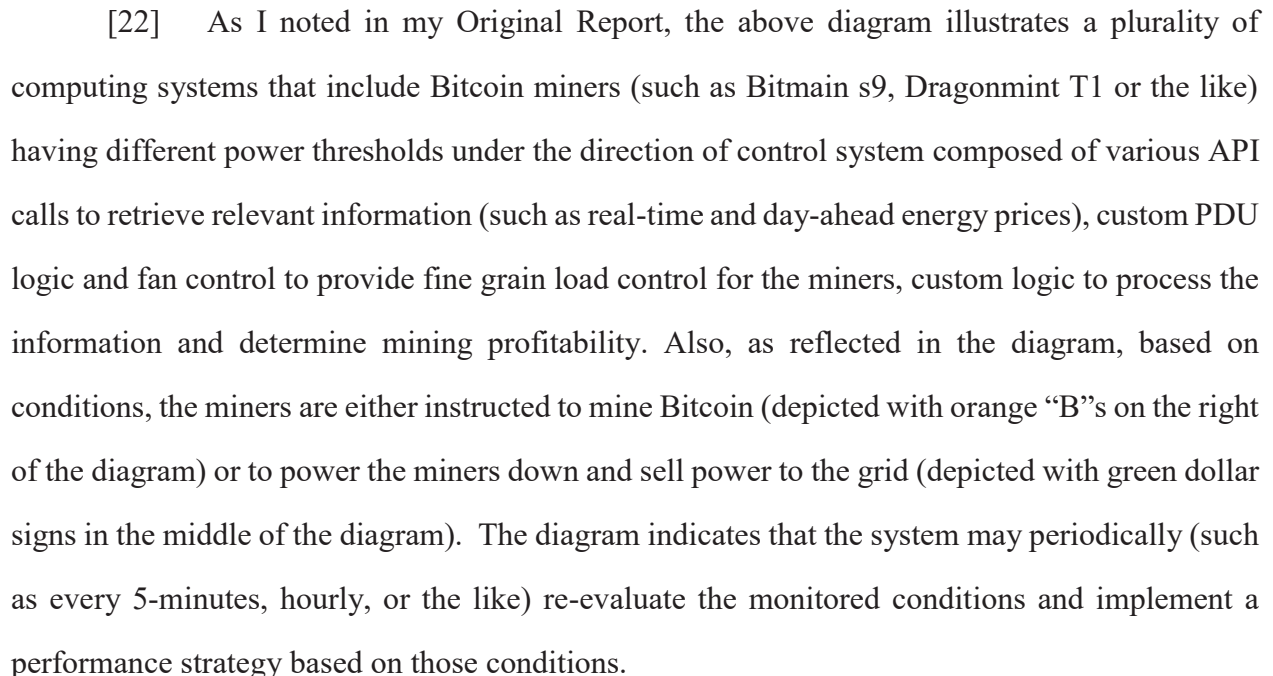 [22] As I noted in my Original Report, the above diagram illustrates a plurality of
computing systems that include Bitcoin miners (such as Bitmain s9, Dragonmint T1 or the like)
having different power thresholds under the direction of control system composed of various API
calls to retrieve relevant information (such as real-time and day-ahead energy prices), custom PDU
logic and fan control to provide fine grain load control for the miners, custom logic to process the
information and determine mining profitability. Also, as reflected in the diagram, based on
conditions, the miners are either instructed to mine Bitcoin (depicted with orange “B”s on the right
of the diagram) or to power the miners down and sell power to the grid (depicted with green dollar
signs in the middle of the diagram). The diagram indicates that the system may periodically (such
as every 5-minutes, hourly, or the like) re-evaluate the monitored conditions and implement a
performance strategy based on those conditions.